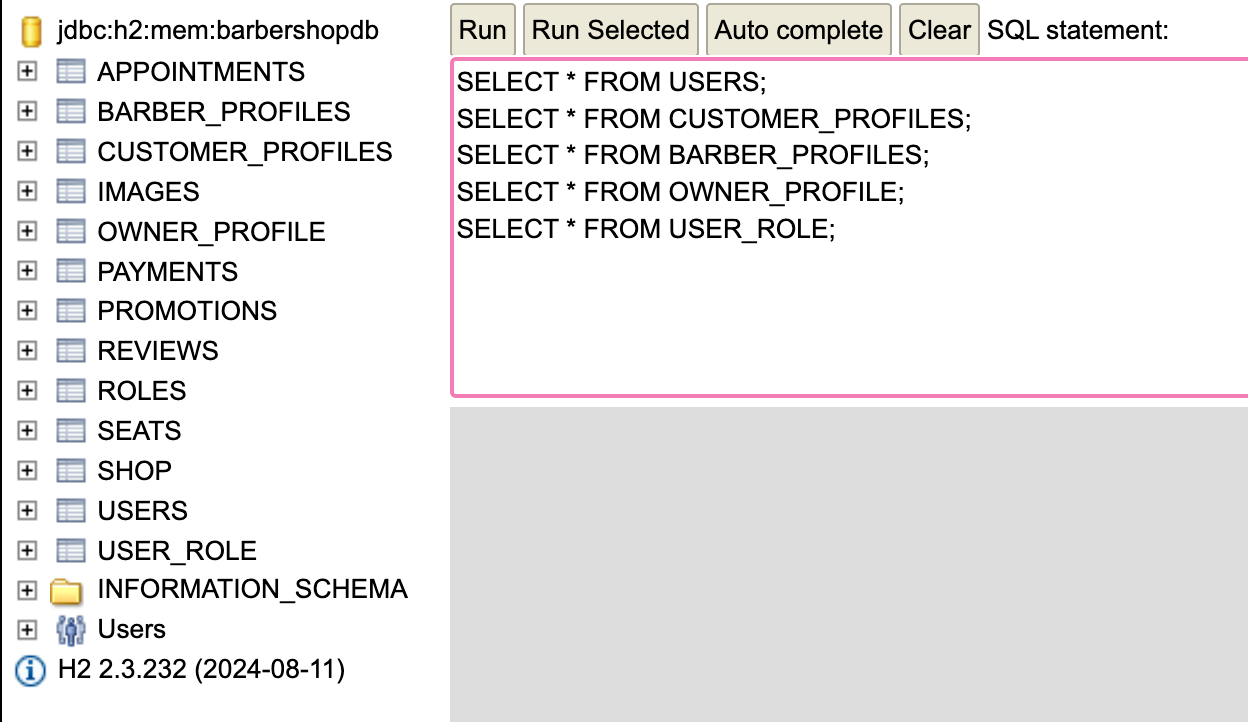 jdbc:h2:mem:barbershopdb
APPOINTMENTS
BARBER_PROFILES
CUSTOMER_PROFILES
IMAGES
OWNER_PROFILE
PAYMENTS
PROMOTIONS
REVIEWS
ROLES
SEATS
SHOP
USERS
USER_ROLE
INFORMATION_SCHEMA
Users
H2 2.3.232 (2024-08-11)
Run Run Selected Auto complete Clear SQL statement:
SELECT * FROM USERS;
SELECT * FROM CUSTOMER_PROFILES;
SELECT * FROM BARBER_PROFILES;
SELECT * FROM OWNER_PROFILE;
SELECT * FROM USER_ROLE;